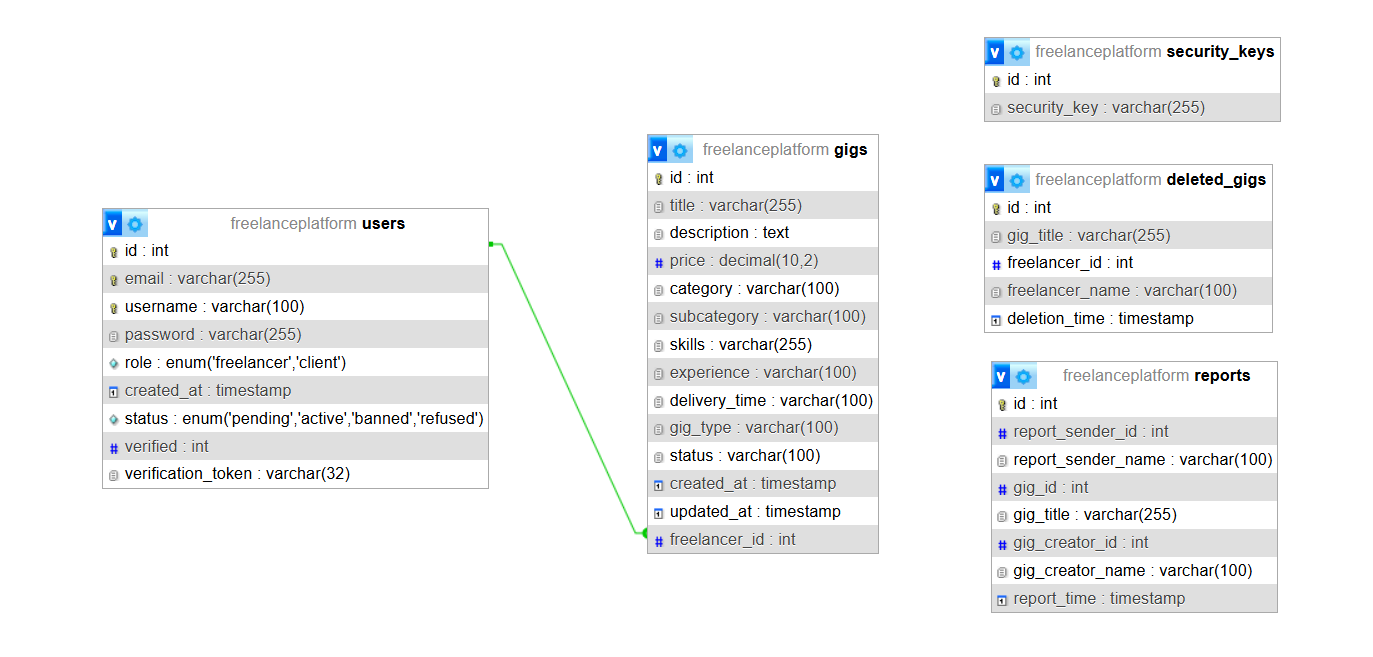 v freelanceplatform users
id : int
email : varchar(255)
username : varchar(100)
password : varchar(255)
role : enum('freelancer','client')
created_at : timestamp
status : enum('pending','active','banned','refused')
verified : int
verification_token : varchar(32)
v freelanceplatform gigs
id : int
title : varchar(255)
description : text
price : decimal(10,2)
category : varchar(100)
subcategory : varchar(100)
skills : varchar(255)
experience : varchar(100)
delivery_time : varchar(100)
gig_type : varchar(100)
status : varchar(100)
created_at : timestamp
updated_at : timestamp
freelancer_id : int
v freelanceplatform security_keys
id : int
security_key : varchar(255)
v freelanceplatform deleted_gigs
id : int
gig_title : varchar(255)
freelancer_id : int
freelancer_name : varchar(100)
deletion_time : timestamp
v freelanceplatform reports
id : int
report_sender_id : int
report_sender_name : varchar(100)
gig_id : int
gig_title : varchar(255)
gig_creator_id : int
gig_creator_name : varchar(100)
report_time : timestamp